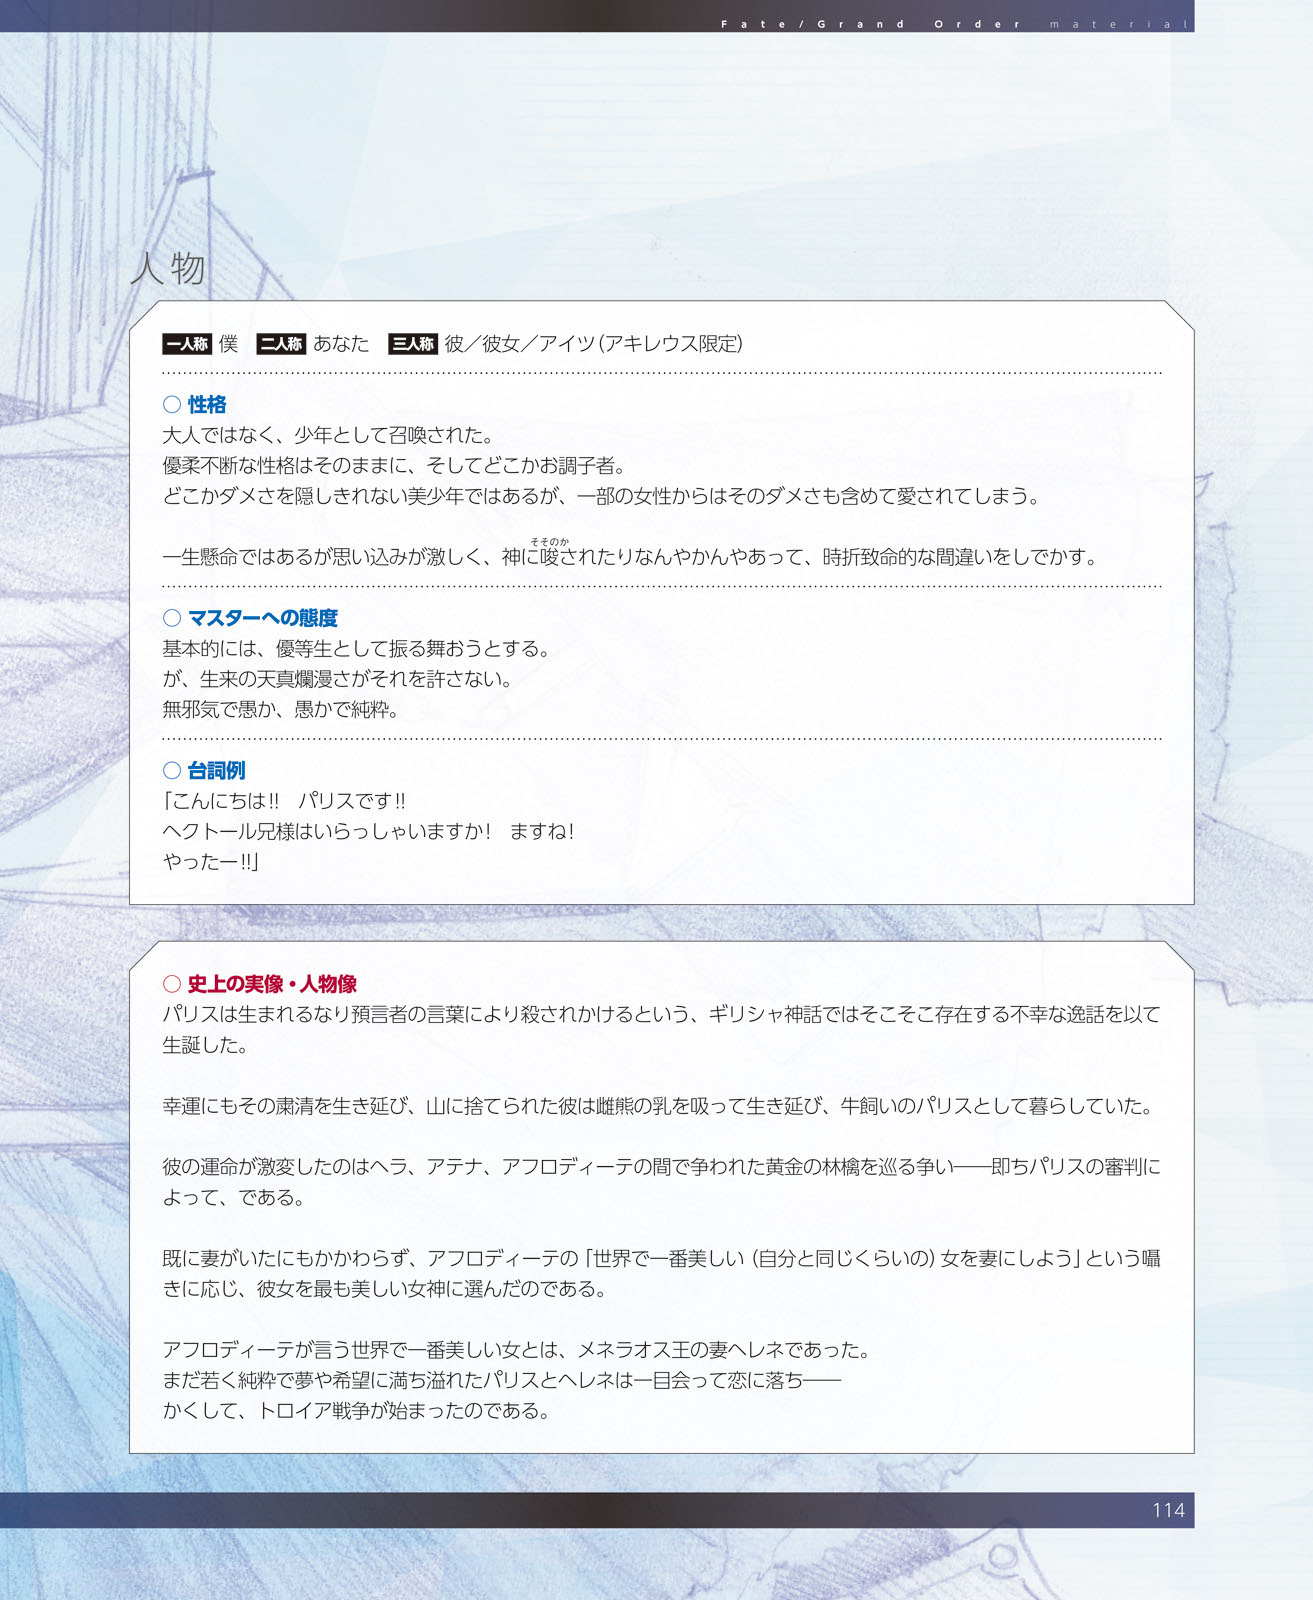 Fate/Grand Order material
人物
一人称 僕 二人称 あなた 三人称 彼／彼女／アイツ（アキレウス限定）
○ 性格
大人ではなく、少年として召喚された。
優柔不断な性格はそのままに、そしてどこかお調子者。
どこかダメさを隠しきれない美少年ではあるが、一部の女性からはそのダメさも含めて愛されてしまう。
そそのか
一生懸命ではあるが思い込みが激しく、神に唆されたりなんやかんやあって、時折致命的な間違いをしでかす。
○ マスターへの態度
基本的には、優等生として振る舞おうとする。
が、生来の天真爛漫さがそれを許さない。
無邪気で愚か、愚かで純粋。
○ 台詞例
「こんにちは!!　パリスです!!
ヘクトール兄様はいらっしゃいますか！　ますね！
やったー!!」
○ 史上の実像・人物像
パリスは生まれるなり預言者の言葉により殺されかけるという、ギリシャ神話ではそこそこ存在する不幸な逸話を以て
生誕した。
幸運にもその粛清を生き延び、山に捨てられた彼は雌熊の乳を吸って生き延び、牛飼いのパリスとして暮らしていた。
彼の運命が激変したのはヘラ、アテナ、アフロディーテの間で争われた黄金の林檎を巡る争い――即ちパリスの審判に
よって、である。
既に妻がいたにもかかわらず、アフロディーテの「世界で一番美しい（自分と同じくらいの）女を妻にしよう」という囁
きに応じ、彼女を最も美しい女神に選んだのである。
アフロディーテが言う世界で一番美しい女とは、メネラオス王の妻ヘレネであった。
まだ若く純粋で夢や希望に満ち溢れたパリスとヘレネは一目会って恋に落ち――
かくして、トロイア戦争が始まったのである。
114